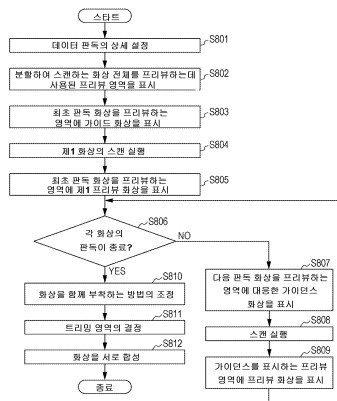 스타트
S801
데이터 판독의 상세 설정
S802
분할하여 스캔하는 화상 전체를 프리뷰하는데
사용된 프리뷰 영역을 표시
S803
최초 판독 화상을 프리뷰하는
영역에 가이드 화상을 표시
S804
제1 화상의 스캔 실행
S805
최초 판독 화상을 프리뷰하는
영역에 제1 프리뷰 화상을 표시
S806
각 화상의
판독이 종료?
NO
YES
S807
다음 판독 화상을 프리뷰하는
영역에 대응한 가이던스
화상을 표시
S808
스캔 실행
S809
가이던스를 표시하는 프리뷰
영역에 프리뷰 화상을 표시
S810
화상을 함께 부착하는 방법의 조정
S811
트리밍 영역의 결정
S812
화상을 서로 합성
종료